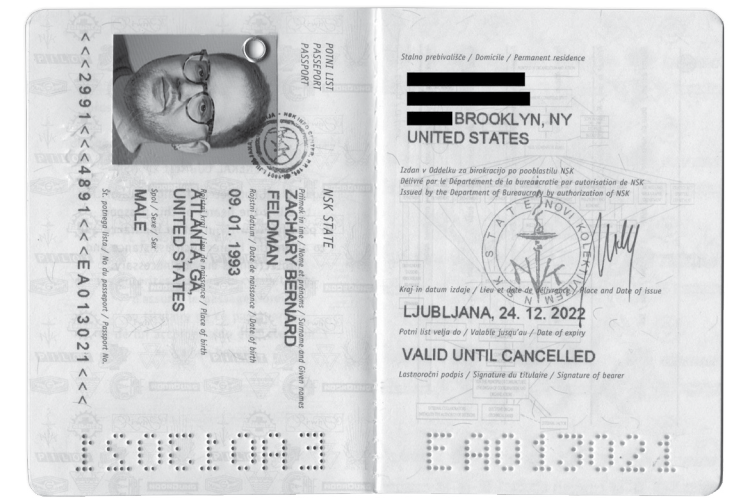 POTNI LIST
PASSEPORT
PASSPORT
NSK STATE
Priimek in ime / Nome et prénoms / Surname and Given names
ZACHARY BERNARD
FELDMAN
Rojstni datum / Date de naissance / Date of birth
09. 01. 1993
Rojstni kraj / Lieu de naissance / Place of birth
ATLANTA, GA,
UNITED STATES
Spol / Sexe / Sex
MALE
Št. potnega lista / No du passeport / Passport No.
<<<2991<<<4891<<<EA013021<<<
EA013021
Stalno prebivališče / Domicile / Permanent residence
BROOKLYN, NY
UNITED STATES
Izdan v Oddelku za birokracijo po pooblastilu NSK
Délivré par le Département de la bureaucratie par autorisation de NSK
Issued by the Department of Bureaucracy by authorization of NSK
NSK STATE
NSK
Kraj in datum izdaje / Lieu et date de délivrance / Place and Date of issue
LJUBLJANA, 24. 12. 2022
Potni list velja do / Valable jusqu'au / Date of expiry
VALID UNTIL CANCELLED
Lastnoročni podpis / Signature du titulaire / Signature of bearer
EA013021